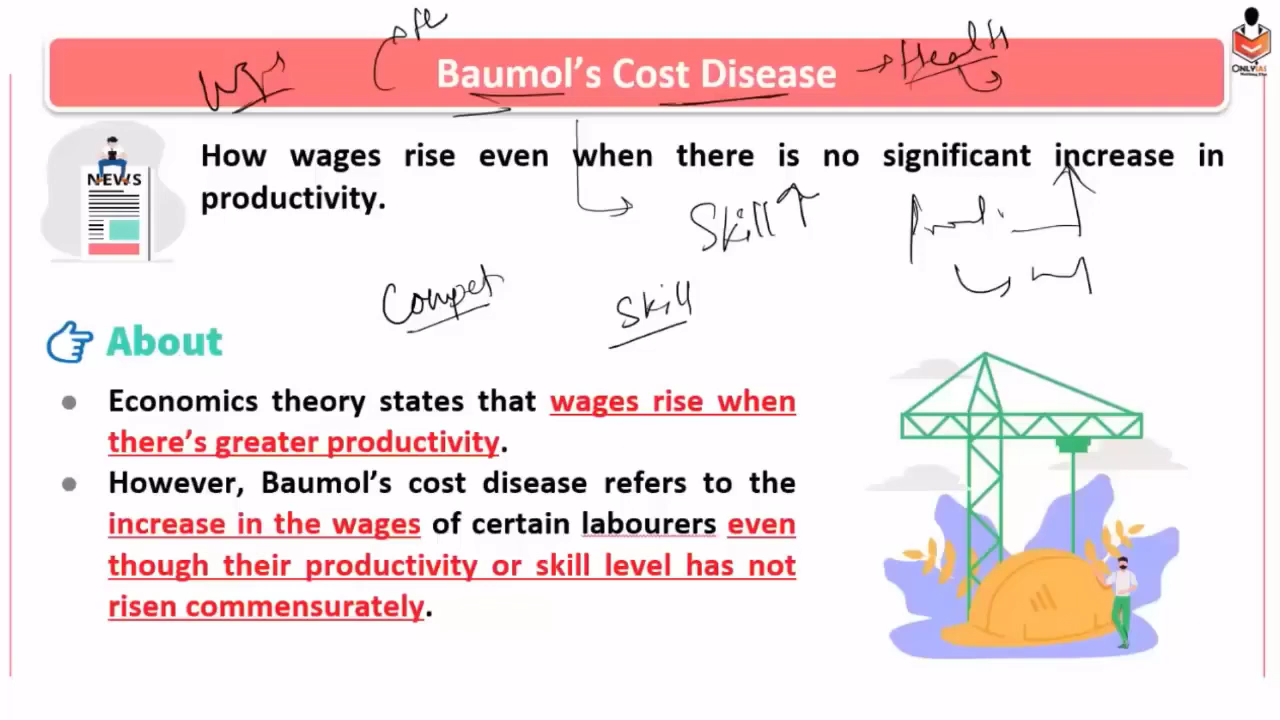 Baumol's Cost Disease
Health
ONLYIAS
NEWS
How wages rise even when there is no significant increase in
productivity.
Skill
Compet
Skill
About
Economics theory states that wages rise when
there's greater productivity.
However, Baumol's cost disease refers to the
increase in the wages of certain labourers even
though their productivity or skill level has not
risen commensurately.